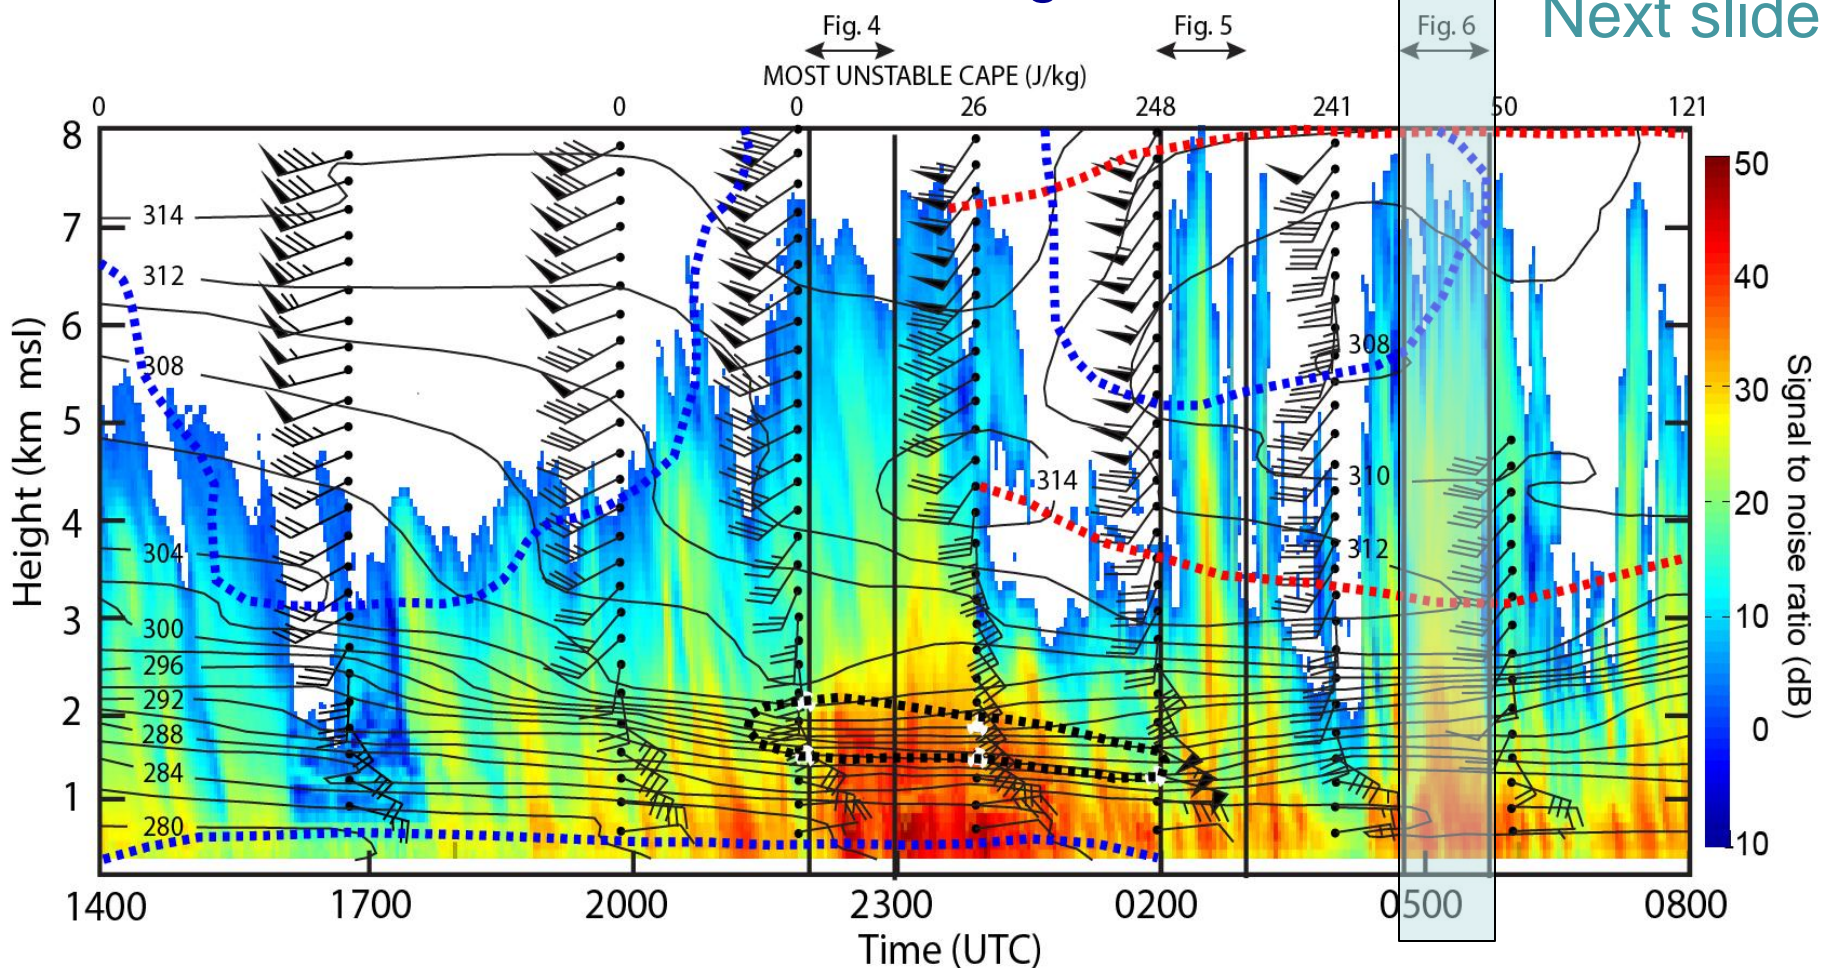 Next slide
Fig. 4
Fig. 5
Fig. 6
MOST UNSTABLE CAPE (J/kg)
0 0 0 26 248 241 50 121
8
7
6
5
4
3
2
1
Height (km msl)
314
312
308
304
300
296
292
288
284
280
314
308
310
312
1400 1700 2000 2300 0200 0500 0800
Time (UTC)
50
40
30
20
10
0
-10
Signal to noise ratio (dB)